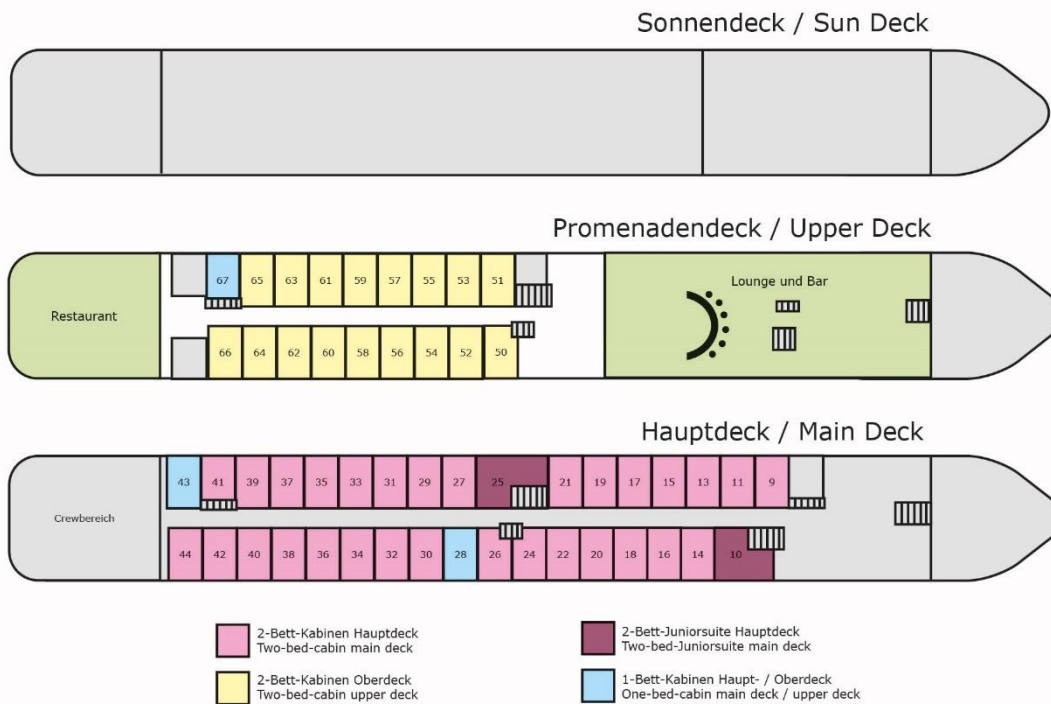 Sonnendeck / Sun Deck
Promenadendeck / Upper Deck
67 65 63 61 59 57 55 53 51
Lounge und Bar
Restaurant
66 64 62 60 58 56 54 52 50
Hauptdeck / Main Deck
43 41 39 37 35 33 31 29 27 25 21 19 17 15 13 11 9
Crewbereich
44 42 40 38 36 34 32 30 28 26 24 22 20 18 16 14 10
2-Bett-Kabinen Hauptdeck
Two-bed-cabin main deck
2-Bett-Juniorsuite Hauptdeck
Two-bed-Juniorsuite main deck
2-Bett-Kabinen Oberdeck
Two-bed-cabin upper deck
1-Bett-Kabinen Haupt- / Oberdeck
One-bed-cabin main deck / upper deck